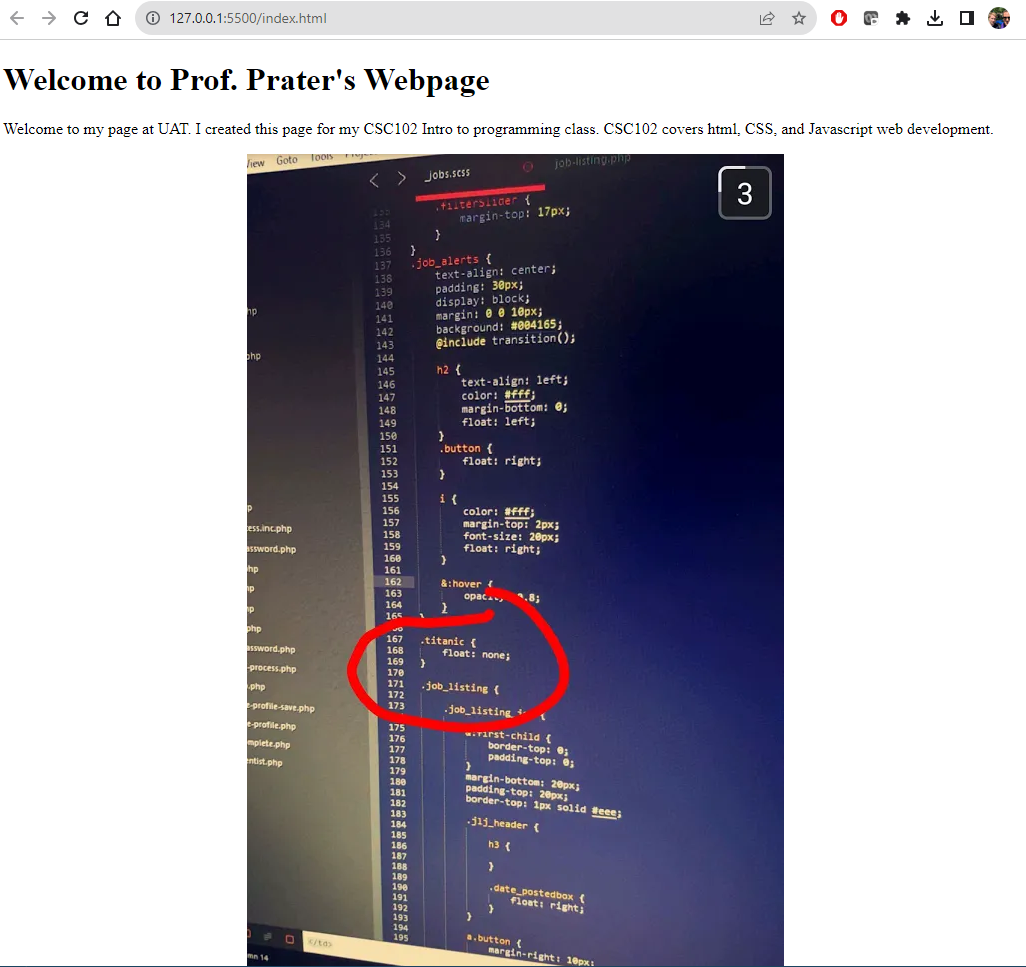 127.0.0.1:5500/index.html
Welcome to Prof. Prater's Webpage
Welcome to my page at UAT. I created this page for my CSC102 Intro to programming class. CSC102 covers html, CSS, and Javascript web development.
View Goto Tools
_jobs.scss
job-listing.php
3
.filterSlider {
134 margin-top: 17px;
135 }
136 }
137 .job_alerts {
138 text-align: center;
139 padding: 30px;
140 display: block;
141 margin: 0 0 10px;
142 background: #004165;
143 @include transition();
144
145 h2 {
146 text-align: left;
147 color: #fff;
148 margin-bottom: 0;
149 float: left;
150 }
151 .button {
152 float: right;
153 }
154
155 i {
156 color: #fff;
157 margin-top: 2px;
158 font-size: 20px;
159 float: right;
160 }
161
162 &:hover {
163 .8;
164 }
165 }
167 .titanic {
168 float: none;
169 }
170
171 .job_listing {
172
173 .job_listing
175 {
176 a:first-child {
177 border-top: 0;
178 padding-top: 0;
179 }
180 margin-bottom: 20px;
181 padding-top: 20px;
182 border-top: 1px solid #eee;
183
184 .jlj_header {
185
186 h3 {
187
188 }
189
190 .date_postedbox {
191 float: right;
192 }
193 }
194
195 a.button {
margin-right: 10px;
hp
php
p
ess.inc.php
assword.php
hp
p
p
php
assword.php
-process.php
.php
e-profile-save.php
e-profile.php
mplete.php
entist.php
</td>
mn 14